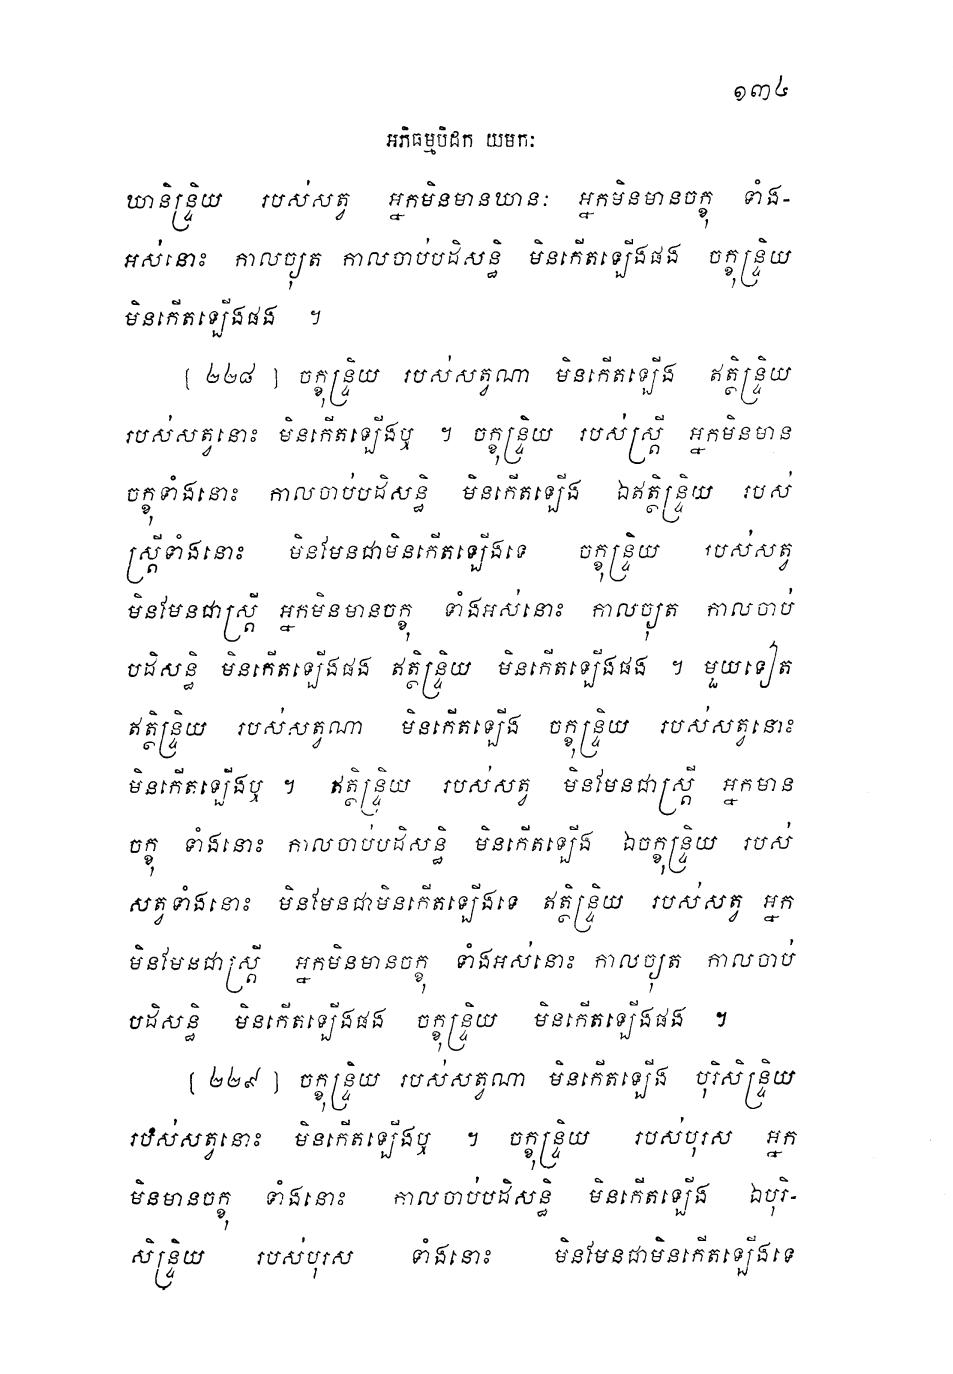 ១៣៤
អភិធម្មបិដក យមកៈ
ឃានិន្ទ្រិយ របស់សត្វ អ្នកមិនមានឃានៈ អ្នកមិនមានចក្ខុ ទាំង-
អស់នោះ កាលច្យុត កាលចាប់បដិសន្ធិ មិនកើតឡើងផង ចក្ខុន្ទ្រិយ
មិនកើតឡើងផង ។
[ ២២៨ ] ចក្ខុន្ទ្រិយ របស់សត្វណា មិនកើតឡើង ឥត្ថិន្ទ្រិយ
របស់សត្វនោះ មិនកើតឡើងឬ ។ ចក្ខុន្ទ្រិយ របស់ស្ត្រី អ្នកមិនមាន
ចក្ខុទាំងនោះ កាលចាប់បដិសន្ធិ មិនកើតឡើង ឯឥត្ថិន្ទ្រិយ របស់
ស្ត្រីទាំងនោះ មិនមែនជាមិនកើតឡើងទេ ចក្ខុន្ទ្រិយ របស់សត្វ
មិនមែនជាស្ត្រី អ្នកមិនមានចក្ខុ ទាំងអស់នោះ កាលច្យុត កាលចាប់
បដិសន្ធិ មិនកើតឡើងផង ឥត្ថិន្ទ្រិយ មិនកើតឡើងផង ។ មួយទៀត
ឥត្ថិន្ទ្រិយ របស់សត្វណា មិនកើតឡើង ចក្ខុន្ទ្រិយ របស់សត្វនោះ
មិនកើតឡើងឬ ។ ឥត្ថិន្ទ្រិយ របស់សត្វ មិនមែនជាស្ត្រី អ្នកមាន
ចក្ខុ ទាំងនោះ កាលចាប់បដិសន្ធិ មិនកើតឡើង ឯចក្ខុន្ទ្រិយ របស់
សត្វទាំងនោះ មិនមែនជាមិនកើតឡើងទេ ឥត្ថិន្ទ្រិយ របស់សត្វ អ្នក
មិនមែនជាស្ត្រី អ្នកមិនមានចក្ខុ ទាំងអស់នោះ កាលច្យុត កាលចាប់
បដិសន្ធិ មិនកើតឡើងផង ចក្ខុន្ទ្រិយ មិនកើតឡើងផង ។
[ ២២៩ ] ចក្ខុន្ទ្រិយ របស់សត្វណា មិនកើតឡើង បុរិសិន្ទ្រិយ
របស់សត្វនោះ មិនកើតឡើងឬ ។ ចក្ខុន្ទ្រិយ របស់បុរស អ្នក
មិនមានចក្ខុ ទាំងនោះ កាលចាប់បដិសន្ធិ មិនកើតឡើង ឯបុរិ-
សិន្ទ្រិយ របស់បុរស ទាំងនោះ មិនមែនជាមិនកើតឡើងទេ